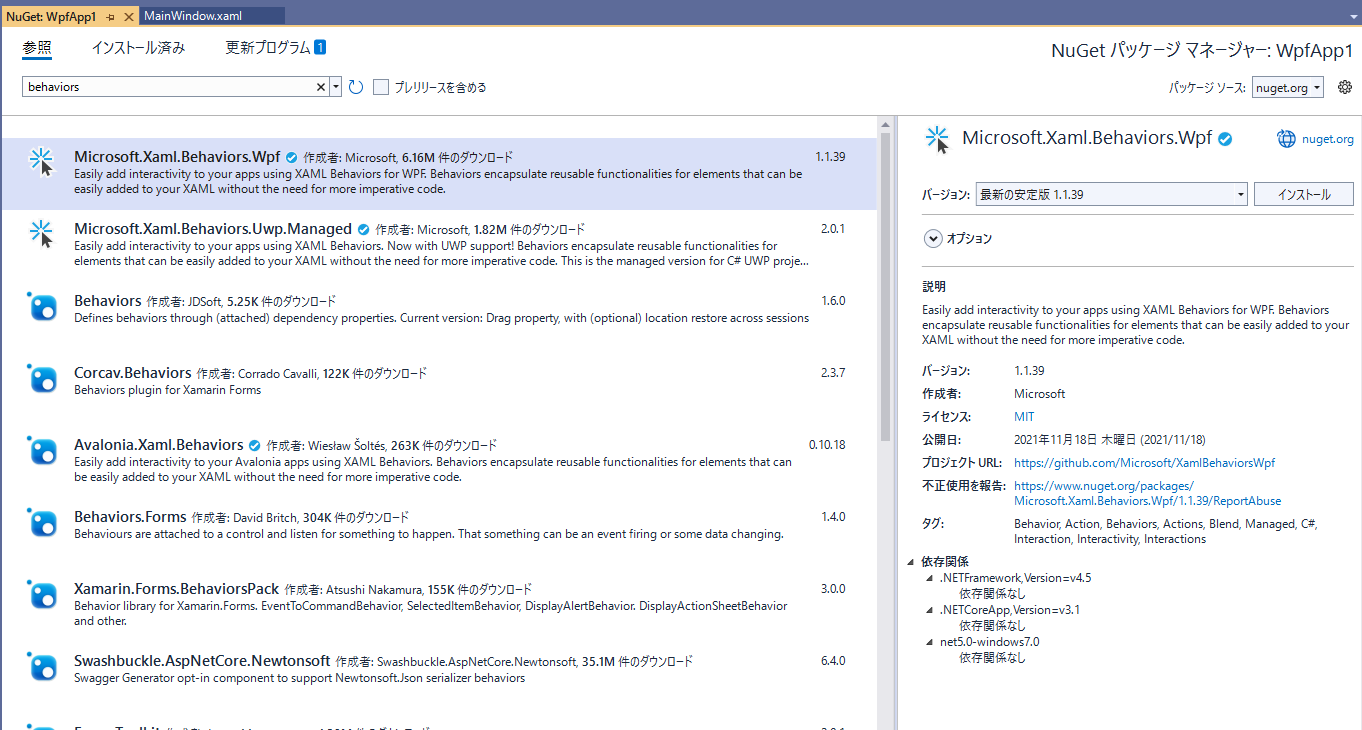 NuGet: WpfApp1
MainWindow.xaml
参照 インストール済み 更新プログラム 1
NuGet パッケージ マネージャー: WpfApp1
behaviors
プレリリースを含める
パッケージ ソース: nuget.org
Microsoft.Xaml.Behaviors.Wpf 作成者: Microsoft, 6.16M 件のダウンロード 1.1.39
Easily add interactivity to your apps using XAML Behaviors for WPF. Behaviors encapsulate reusable functionalities for elements that can be
easily added to your XAML without the need for more imperative code.
Microsoft.Xaml.Behaviors.Uwp.Managed 作成者: Microsoft, 1.82M 件のダウンロード 2.0.1
Easily add interactivity to your apps using XAML Behaviors. Now with UWP support! Behaviors encapsulate reusable functionalities for
elements that can be easily added to your XAML without the need for more imperative code. This is the managed version for C# UWP proje...
Behaviors 作成者: JDSoft, 5.25K 件のダウンロード 1.6.0
Defines behaviors through (attached) dependency properties. Current version: Drag property, with (optional) location restore across sessions
Corcav.Behaviors 作成者: Corrado Cavalli, 122K 件のダウンロード 2.3.7
Behaviors plugin for Xamarin Forms
Avalonia.Xaml.Behaviors 作成者: Wiesław Šoltés, 263K 件のダウンロード 0.10.18
Easily add interactivity to your Avalonia apps using XAML Behaviors. Behaviors encapsulate reusable functionalities for elements that can
be easily added to your XAML without the need for more imperative code.
Behaviors.Forms 作成者: David Britch, 304K 件のダウンロード 1.4.0
Behaviours are attached to a control and listen for something to happen. That something can be an event firing or some data changing.
Xamarin.Forms.BehaviorsPack 作成者: Atsushi Nakamura, 155K 件のダウンロード 3.0.0
Behavior library for Xamarin.Forms. EventToCommandBehavior, SelectedItemBehavior, DisplayAlertBehavior. DisplayActionSheetBehavior
and other.
Swashbuckle.AspNetCore.Newtonsoft 作成者: Swashbuckle.AspNetCore.Newtonsoft, 35.1M 件のダウンロード 6.4.0
Swagger Generator opt-in component to support Newtonsoft.Json serializer behaviors
Microsoft.Xaml.Behaviors.Wpf
nuget.org
バージョン: 最新の安定版 1.1.39 インストール
オプション
説明
Easily add interactivity to your apps using XAML Behaviors for WPF. Behaviors
encapsulate reusable functionalities for elements that can be easily added to your
XAML without the need for more imperative code.
バージョン: 1.1.39
作成者: Microsoft
ライセンス: MIT
公開日: 2021年11月18日 木曜日 (2021/11/18)
プロジェクト URL: https://github.com/Microsoft/XamlBehaviorsWpf
不正使用を報告: https://www.nuget.org/packages/
Microsoft.Xaml.Behaviors.Wpf/1.1.39/ReportAbuse
タグ: Behavior, Action, Behaviors, Actions, Blend, Managed, C#,
Interaction, Interactivity, Interactions
依存関係
.NETFramework,Version=v4.5
依存関係なし
.NETCoreApp,Version=v3.1
依存関係なし
net5.0-windows7.0
依存関係なし